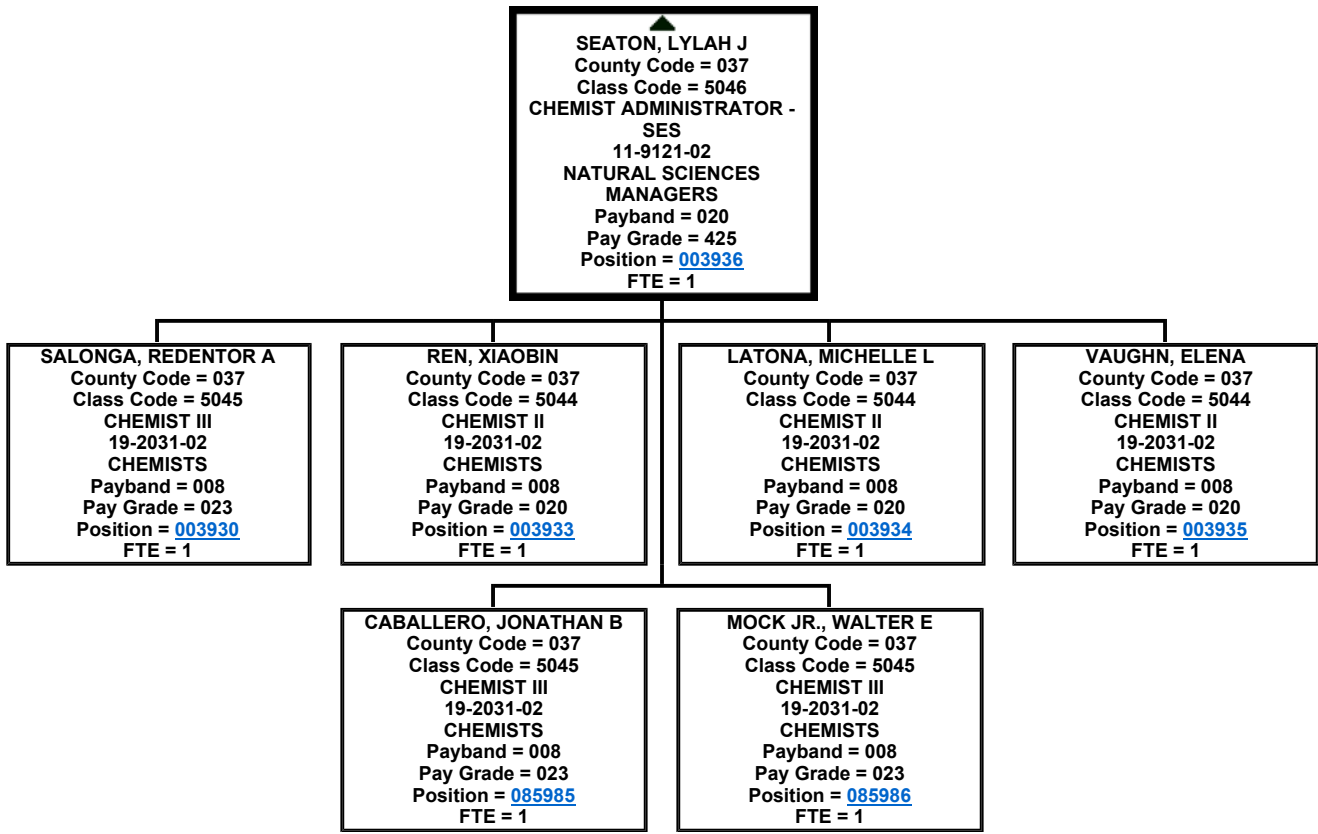 SEATON, LYLAH J
County Code = 037
Class Code = 5046
CHEMIST ADMINISTRATOR -
SES
11-9121-02
NATURAL SCIENCES
MANAGERS
Payband = 020
Pay Grade = 425
Position = 003936
FTE = 1
SALONGA, REDENTOR A
County Code = 037
Class Code = 5045
CHEMIST III
19-2031-02
CHEMISTS
Payband = 008
Pay Grade = 023
Position = 003930
FTE = 1
REN, XIAOBIN
County Code = 037
Class Code = 5044
CHEMIST II
19-2031-02
CHEMISTS
Payband = 008
Pay Grade = 020
Position = 003933
FTE = 1
LATONA, MICHELLE L
County Code = 037
Class Code = 5044
CHEMIST II
19-2031-02
CHEMISTS
Payband = 008
Pay Grade = 020
Position = 003934
FTE = 1
VAUGHN, ELENA
County Code = 037
Class Code = 5044
CHEMIST II
19-2031-02
CHEMISTS
Payband = 008
Pay Grade = 020
Position = 003935
FTE = 1
CABALLERO, JONATHAN B
County Code = 037
Class Code = 5045
CHEMIST III
19-2031-02
CHEMISTS
Payband = 008
Pay Grade = 023
Position = 085985
FTE = 1
MOCK JR., WALTER E
County Code = 037
Class Code = 5045
CHEMIST III
19-2031-02
CHEMISTS
Payband = 008
Pay Grade = 023
Position = 085986
FTE = 1